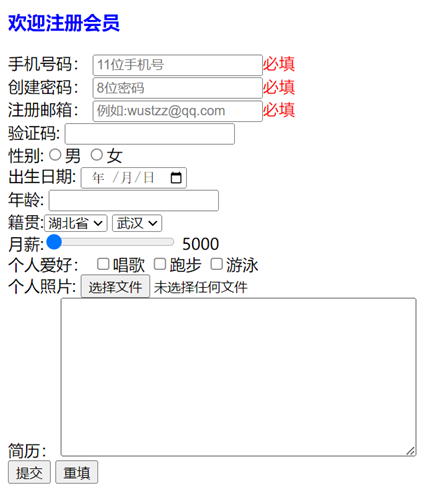 欢迎注册会员
手机号码： 11位手机号 必填
创建密码： 8位密码 必填
注册邮箱： 例如:wustzz@qq.com 必填
验证码:
性别: 男 女
出生日期: 年 /月/日
年龄:
籍贯: 湖北省 武汉
月薪: 5000
个人爱好： 唱歌 跑步 游泳
个人照片: 选择文件 未选择任何文件
简历：
提交 重填